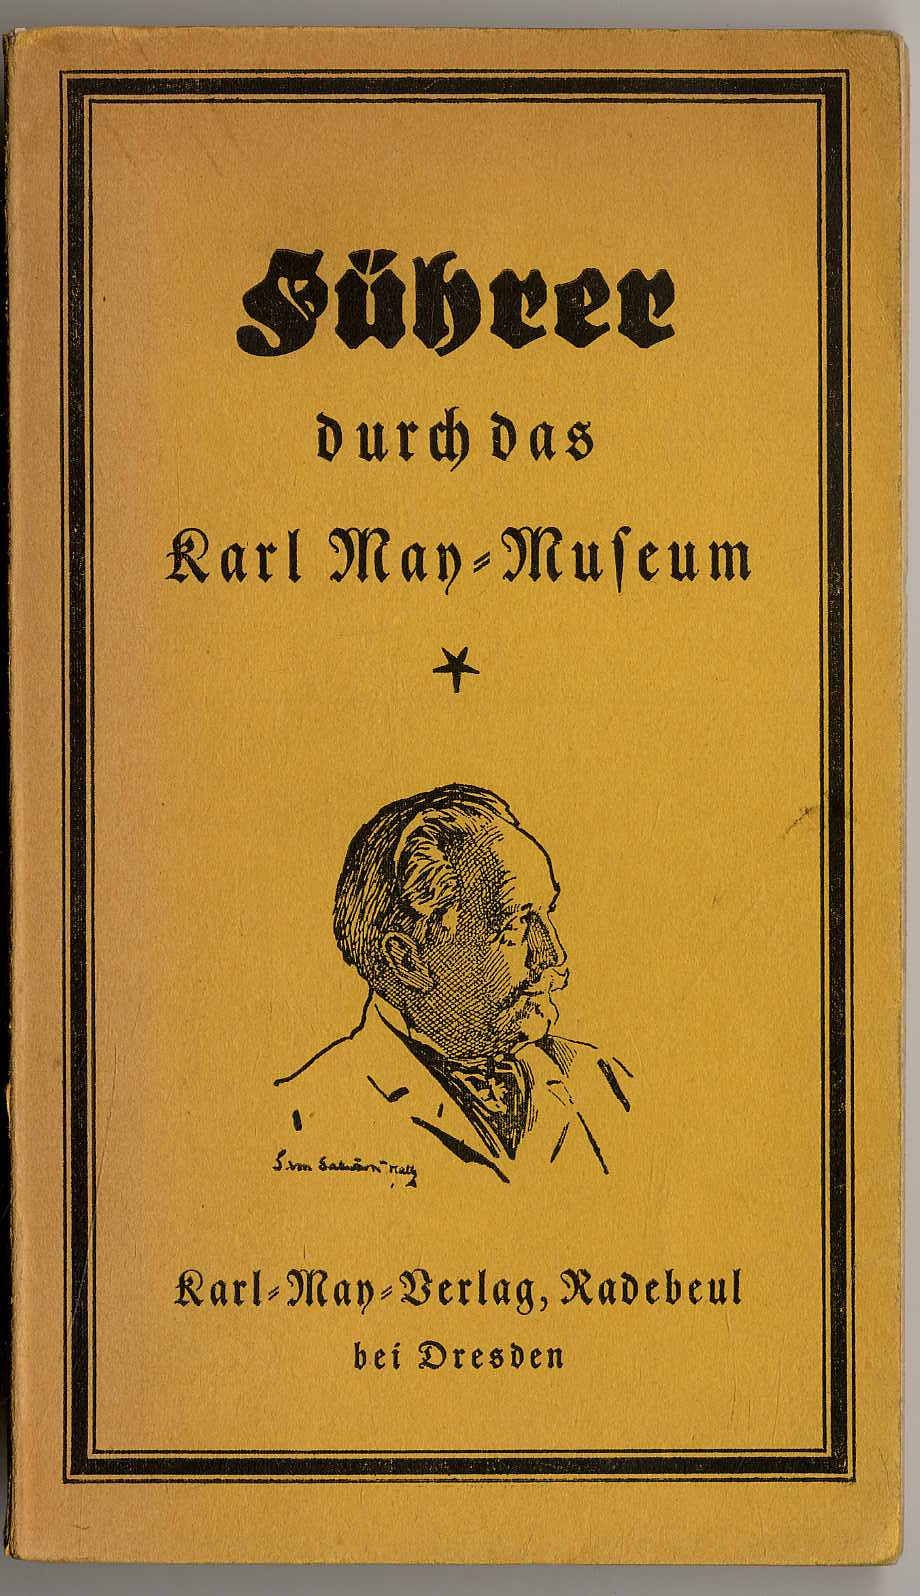 Führer
durch das
Karl May-Museum
Karl-May-Verlag, Radebeul
bei Dresden